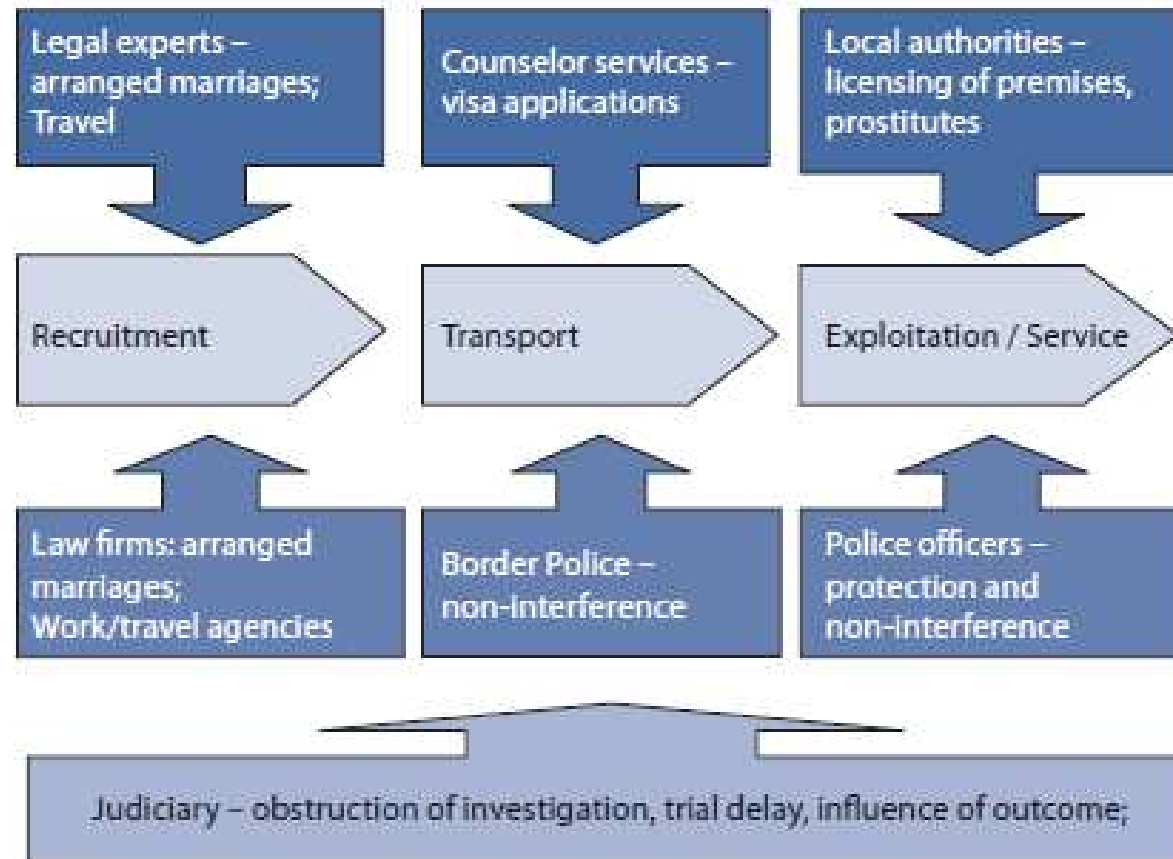 Legal experts –
arranged marriages;
Travel
Counselor services –
visa applications
Local authorities –
licensing of premises,
prostitutes
Recruitment
Transport
Exploitation / Service
Law firms: arranged
marriages;
Work/travel agencies
Border Police –
non-interference
Police officers –
protection and
non-interference
Judiciary – obstruction of investigation, trial delay, influence of outcome;